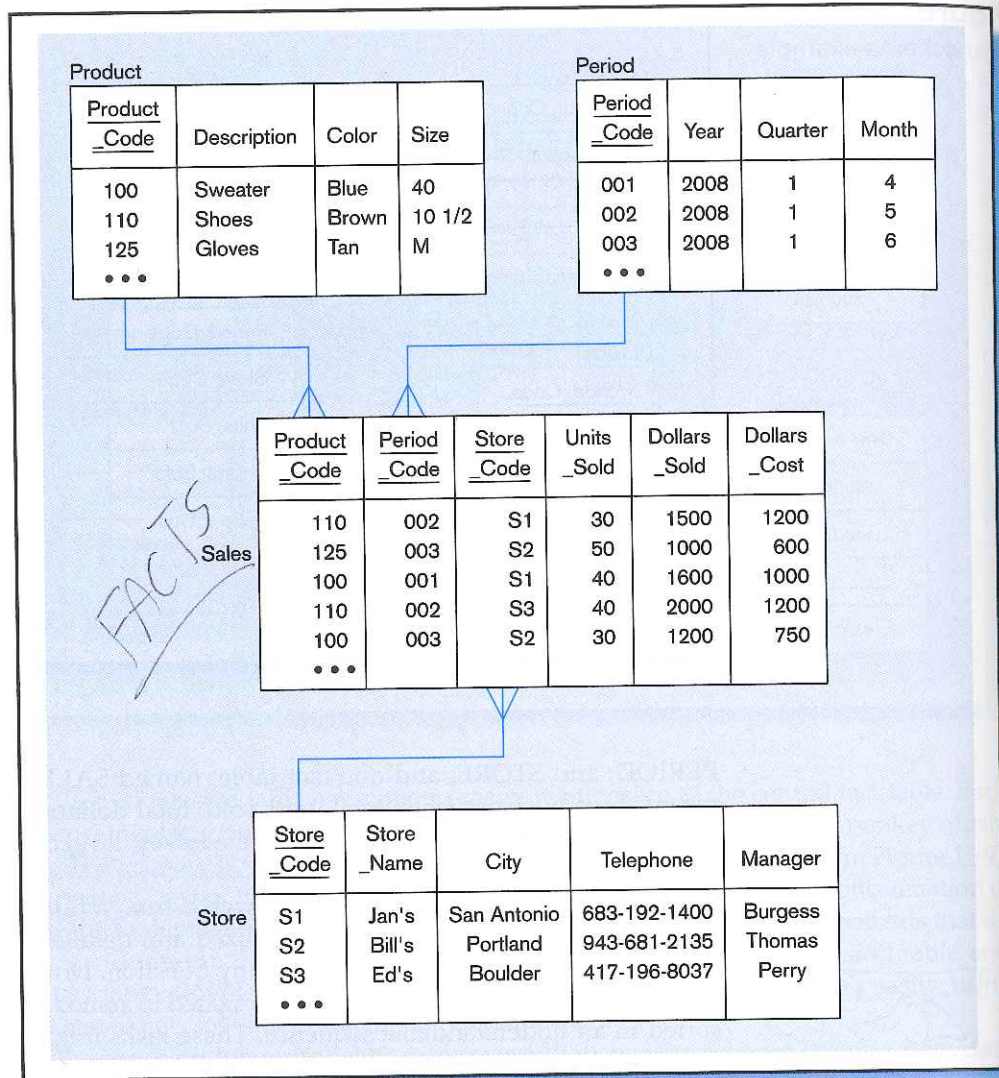 Product
Product
_Code Description Color Size
100 Sweater Blue 40
110 Shoes Brown 10 1/2
125 Gloves Tan M
• • •
Period
Period
_Code Year Quarter Month
001 2008 1 4
002 2008 1 5
003 2008 1 6
• • •
FACTS
Sales
Product Period Store Units Dollars Dollars
_Code _Code _Code _Sold _Sold _Cost
110 002 S1 30 1500 1200
125 003 S2 50 1000 600
100 001 S1 40 1600 1000
110 002 S3 40 2000 1200
100 003 S2 30 1200 750
• • •
Store
Store Store
_Code _Name City Telephone Manager
S1 Jan's San Antonio 683-192-1400 Burgess
S2 Bill's Portland 943-681-2135 Thomas
S3 Ed's Boulder 417-196-8037 Perry
• • •